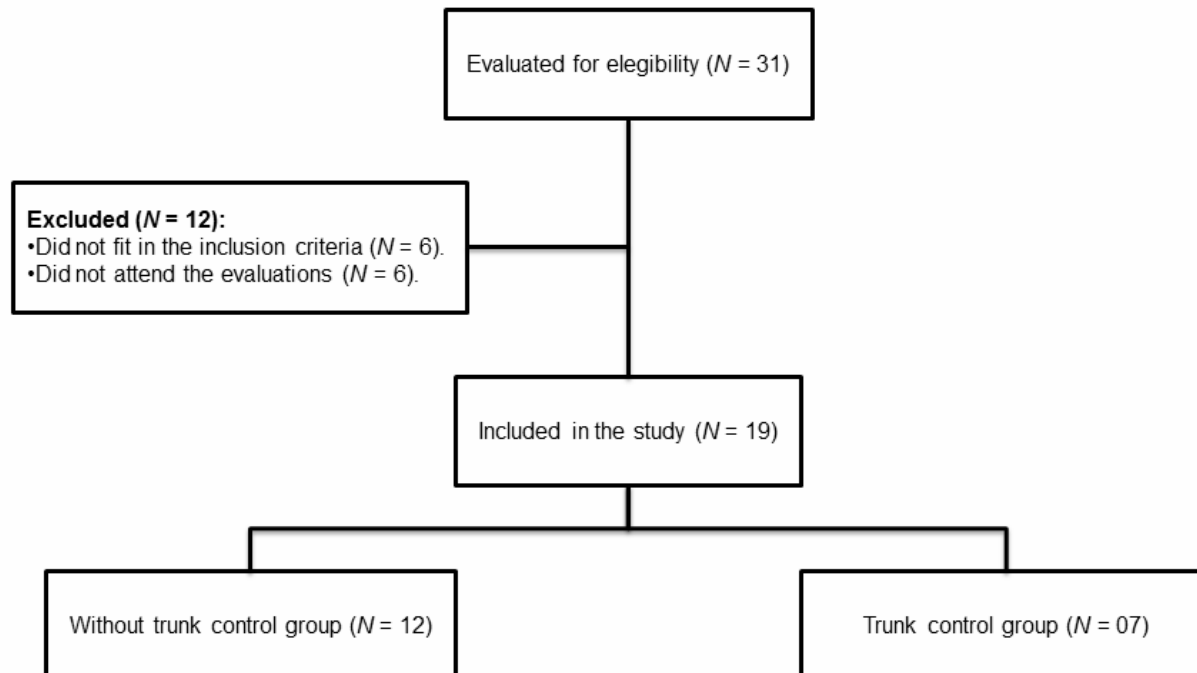 Evaluated for elegibility (N = 31)
Excluded (N = 12):
•Did not fit in the inclusion criteria (N = 6).
•Did not attend the evaluations (N = 6).
Included in the study (N = 19)
Without trunk control group (N = 12)
Trunk control group (N = 07)